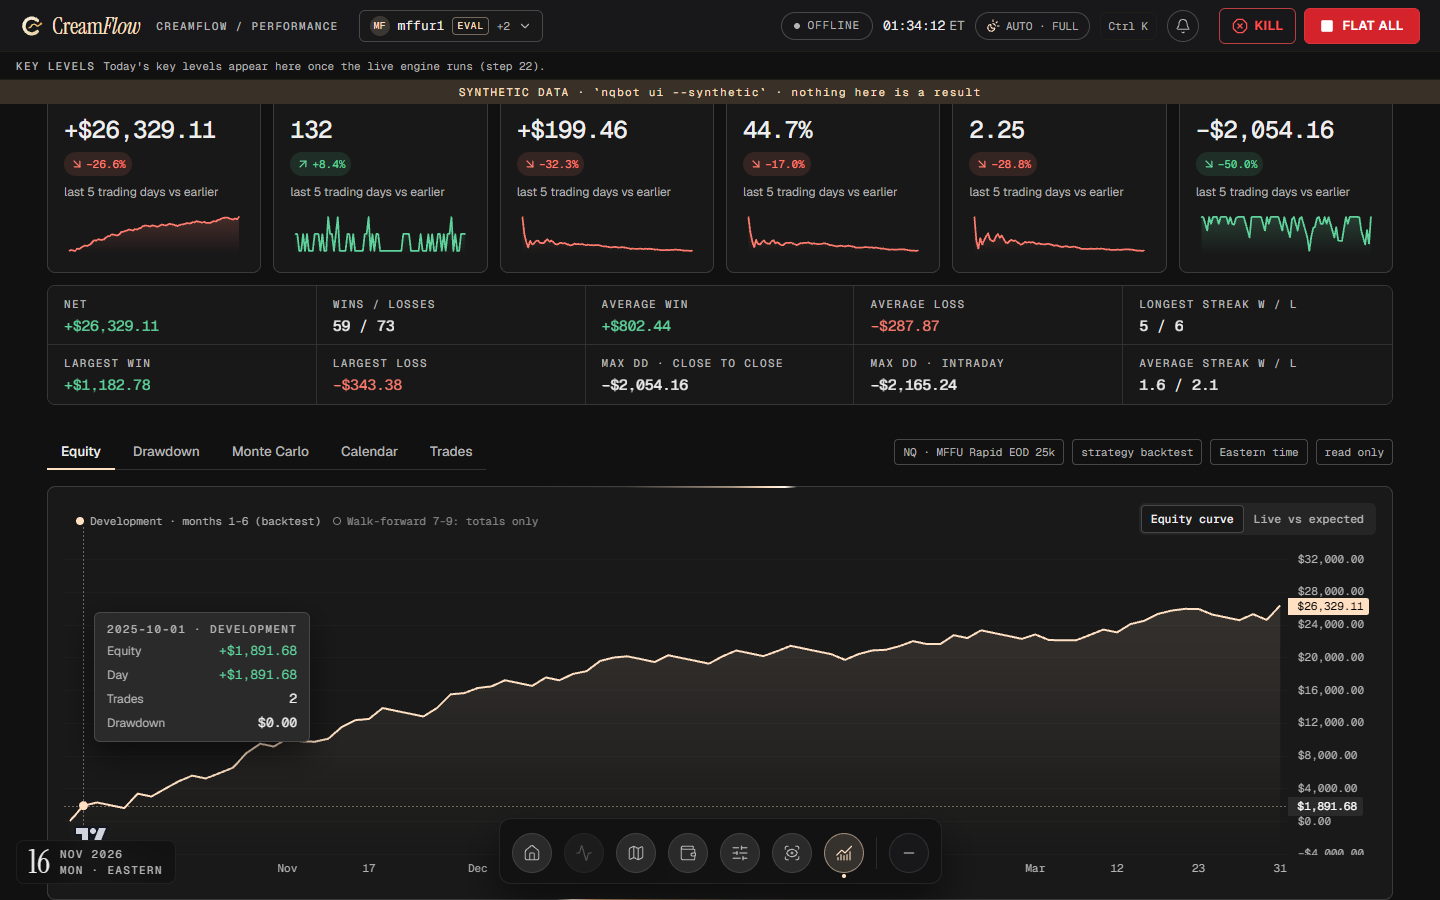 CreamFlow CREAMFLOW / PERFORMANCE MF mffur1 EVAL +2 OFFLINE 01:34:12 ET AUTO · FULL Ctrl K KILL FLAT ALL
KEY LEVELS Today's key levels appear here once the live engine runs (step 22).
SYNTHETIC DATA · `nqbot ui --synthetic` · nothing here is a result
+$26,329.11 132 +$199.46 44.7% 2.25 −$2,054.16
−26.6% +8.4% −32.3% −17.0% −28.8% −50.0%
last 5 trading days vs earlier last 5 trading days vs earlier last 5 trading days vs earlier last 5 trading days vs earlier last 5 trading days vs earlier last 5 trading days vs earlier
NET WINS / LOSSES AVERAGE WIN AVERAGE LOSS LONGEST STREAK W / L
+$26,329.11 59 / 73 +$802.44 −$287.87 5 / 6
LARGEST WIN LARGEST LOSS MAX DD · CLOSE TO CLOSE MAX DD · INTRADAY AVERAGE STREAK W / L
+$1,182.78 −$343.38 −$2,054.16 −$2,165.24 1.6 / 2.1
Equity Drawdown Monte Carlo Calendar Trades NQ · MFFU Rapid EOD 25k strategy backtest Eastern time read only
Development · months 1-6 (backtest) Walk-forward 7-9: totals only Equity curve Live vs expected
$32,000.00
$28,000.00
$26,329.11
$24,000.00
2025-10-01 · DEVELOPMENT
Equity +$1,891.68
$20,000.00
Day +$1,891.68
$16,000.00
Trades 2
Drawdown $0.00
$12,000.00
$8,000.00
$4,000.00
$1,891.68
$0.00
−$4,000.00
16 NOV 2026
MON · EASTERN
Nov 17 Dec Mar 12 23 31